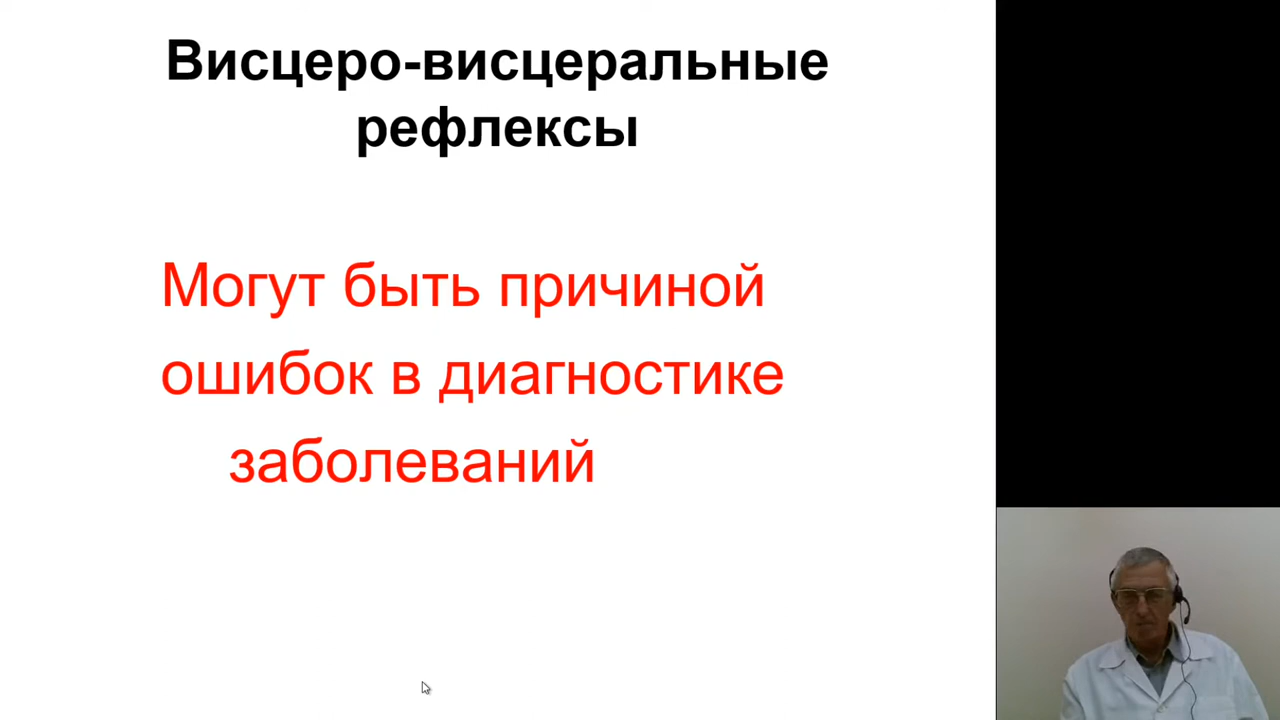 Висцеро-висцеральные
рефлексы
Могут быть причиной
ошибок в диагностике
заболеваний